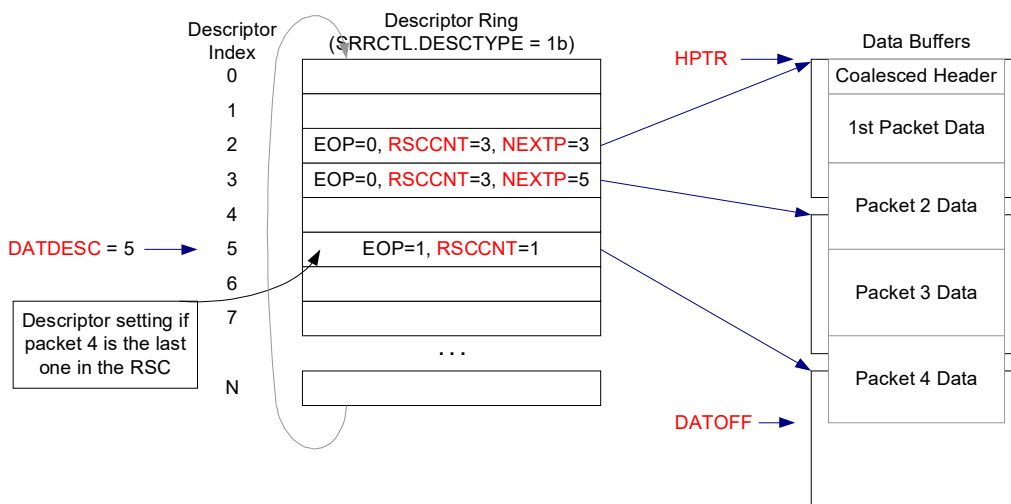 Descriptor
Index
Descriptor Ring
(SRRCTL.DESCTYPE = 1b)
Data Buffers
HPTR
0
Coalesced Header
1
1st Packet Data
2
EOP=0, RSCCNT=3, NEXTP=3
3
EOP=0, RSCCNT=3, NEXTP=5
4
Packet 2 Data
DATDESC = 5
5
EOP=1, RSCCNT=1
6
Packet 3 Data
7
Descriptor setting if
packet 4 is the last
one in the RSC
. . .
N
Packet 4 Data
DATOFF